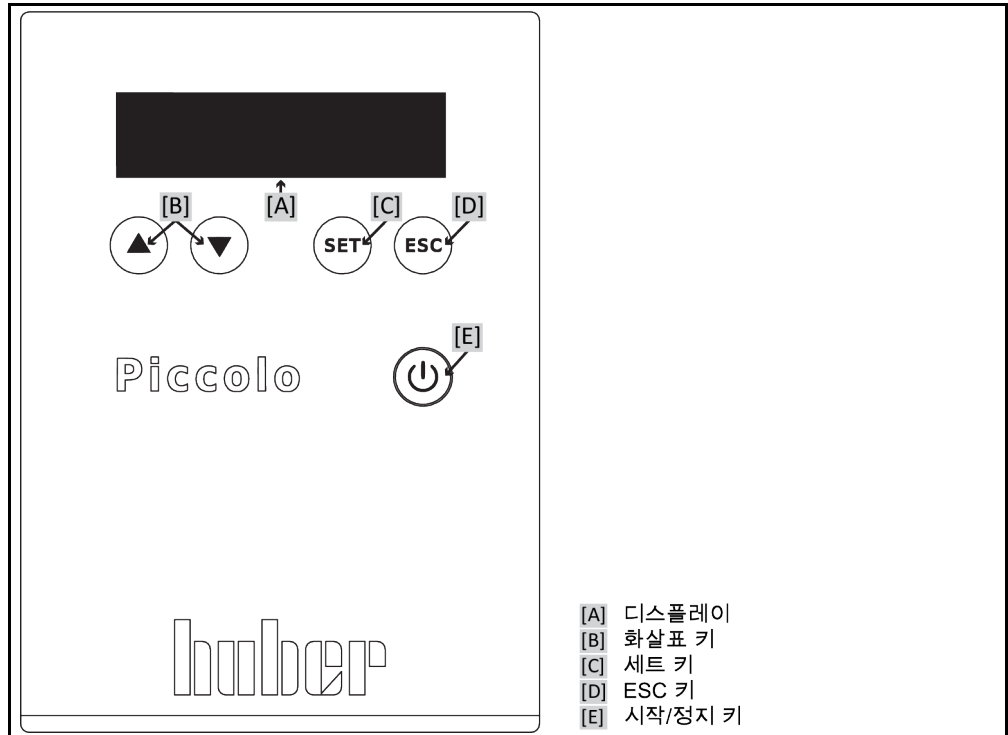 [B] [A] [C] [D]
SET ESC
[E]
Piccolo
huber
[A] 디스플레이
[B] 화살표 키
[C] 세트 키
[D] ESC 키
[E] 시작/정지 키